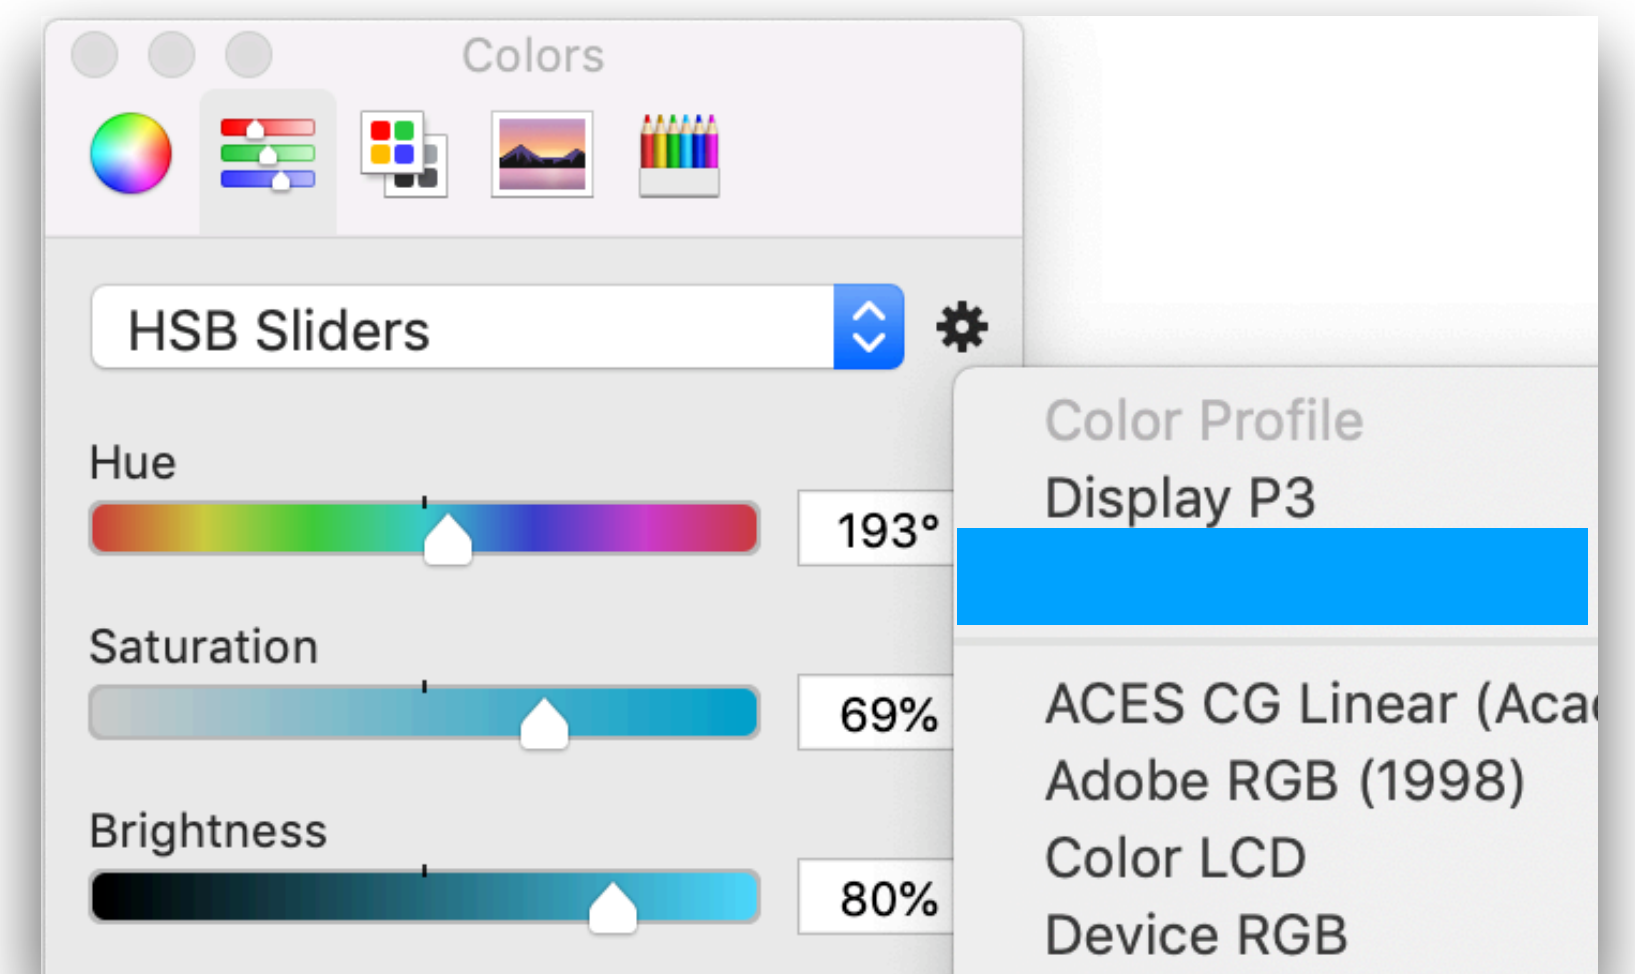 Colors
HSB Sliders
Color Profile
Hue
Display P3
193°
Saturation
69%
ACES CG Linear (Aca
Adobe RGB (1998)
Brightness
Color LCD
80%
Device RGB